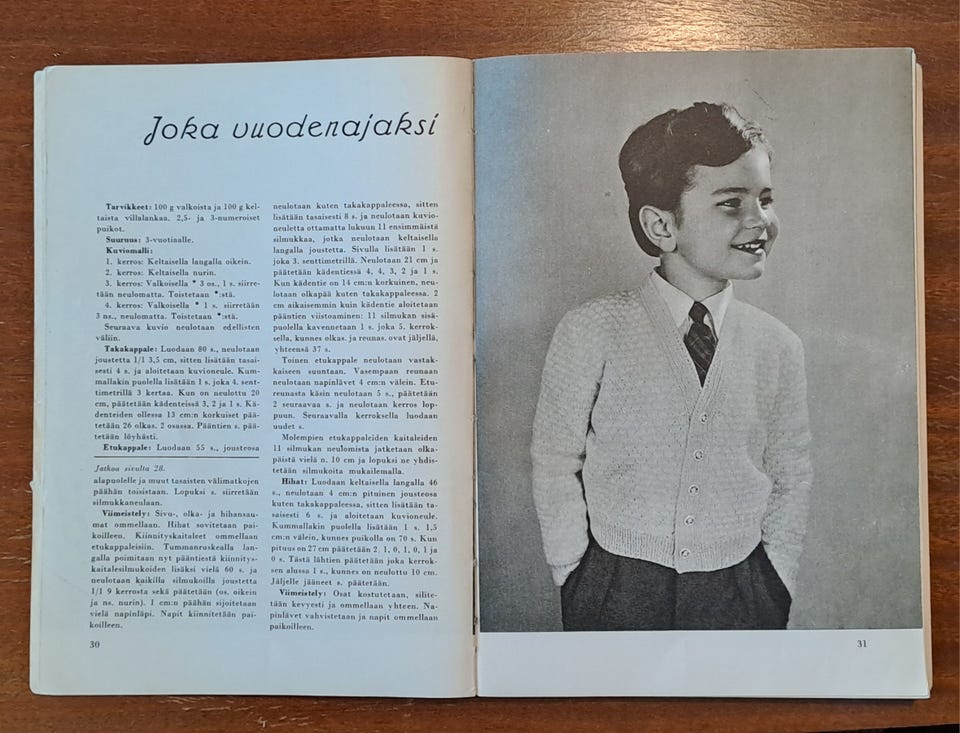 Joka vuodenajaksi
Tarvikkeet: 100 g valkoista ja 100 g kel-
taista villalankaa. 2,5- ja 3-numeroiset
puikot.
Suuruus: 3-vuotiaalle.
Kuviomalli:
1. kerros: Keltaisella langalla oikein.
2. kerros: Keltaisella nurin.
3. kerros: Valkoisella * 3 os., 1 s. siirre-
tään neulomatta. Toistetaan *:stä.
4. kerros: Valkoisella * 1 s. siirretään
3 ns., neulomatta. Toistetaan *:stä.
Seuraava kuvio neulotaan edellisten
väliin.
Takakappale: Luodaan 80 s., neulotaan
joustetta 1/1 3,5 cm, sitten lisätään tasai-
sesti 4 s. ja aloitetaan kuvioneule. Kum-
mallakin puolella lisätään 1 s. joka 4. sent-
timetrillä 3 kertaa. Kun on neulottu 20
cm, päätetään kädenteissä 3, 2 ja 1 s. Kä-
denteiden ollessa 13 cm:n korkuiset pää-
tetään 26 olkas. 2 osassa. Pääntien s. pää-
tetään löyhästi.
Etukappale: Luodaan 55 s., jousteosa
Jatkoa sivulta 28.
alapuolelle ja muut tasaisten välimatkojen
päähän toisistaan. Lopuksi s. siirretään
silmukkaneulaan.
Viimeistely: Sivu-, olka- ja hihansau-
mat ommellaan. Hihat sovitetaan pai-
koilleen. Kiinnityskaitaleet ommellaan
etukappaleisiin. Tummanruskealla lan-
galla poimitaan nyt pääntiestä kiinnitys-
kaitalesilmukoiden lisäksi vielä 60 s. ja
neulotaan kaikilla silmukoilla joustetta
1/1 9 kerrosta sekä päätetään (os. oikein
ja ns. nurin). 1 cm:n päähän sijoitetaan
vielä napinläpi. Napit kiinnitetään pai-
koilleen.
30
neulotaan kuten takakappaleessa, sitten
lisätään tasaisesti 8 s. ja neulotaan kuvio-
neuletta ottamatta lukuun 11 ensimmäistä
silmukkaa, jotka neulotaan keltaisella
langalla joustetta. Sivulla lisätään 1 s.
joka 3. senttimetrillä. Neulotaan 21 cm ja
päätetään kädentiessä 4, 4, 3, 2 ja 1 s.
Kun kädentie on 14 cm:n korkuinen, neu-
lotaan olkapää kuten takakappaleessa. 2
cm aikaisemmin kuin kädentie aloitetaan
pääntien viistoaminen: 11 silmukan sisä-
puolella kavennetaan 1 s. joka 5. kerrok-
sella, kunnes olkas. ja reunas. ovat jäljellä,
yhteensä 37 s.
Toinen etukappale neulotaan vastak-
kaiseen suuntaan. Vasempaan reunaan
neulotaan napinlävet 4 cm:n välein. Etu-
reunasta käsin neulotaan 5 s., päätetään
2 seuraavaa s. ja neulotaan kerros lop-
puun. Seuraavalla kerroksella luodaan
uudet s.
Molempien etukappaleiden kaitaleiden
11 silmukan neulomista jatketaan olka-
päistä vielä n. 10 cm ja lopuksi ne yhdis-
tetään silmukoita mukailemalla.
Hihat: Luodaan keltaisella langalla 46
s., neulotaan 4 cm:n pituinen jousteosa
kuten takakappaleessa, sitten lisätään ta-
saisesti 6 s. ja aloitetaan kuvioneule.
Kummallakin puolella lisätään 1 s. 1,5
cm:n välein, kunnes puikolla on 70 s. Kun
pituus on 27 cm päätetään 2, 1, 0, 1, 0, 1 ja
0 s. Tästä lähtien päätetään joka kerrok-
sen alussa 1 s., kunnes on neulottu 10 cm.
Jäljelle jääneet s. päätetään.
Viimeistely: Osat kostutetaan, silite-
tään kevyesti ja ommellaan yhteen. Na-
pinlävet vahvistetaan ja napit ommellaan
paikoilleen.
31